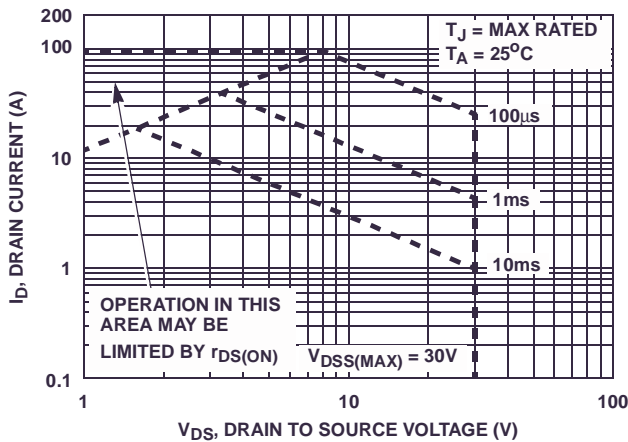 200
100
10
1
0.1
I_D, DRAIN CURRENT (A)
T_J = MAX RATED
T_A = 25°C
100µs
1ms
10ms
OPERATION IN THIS
AREA MAY BE
LIMITED BY r_DS(ON)
V_DSS(MAX) = 30V
1
10
100
V_DS, DRAIN TO SOURCE VOLTAGE (V)